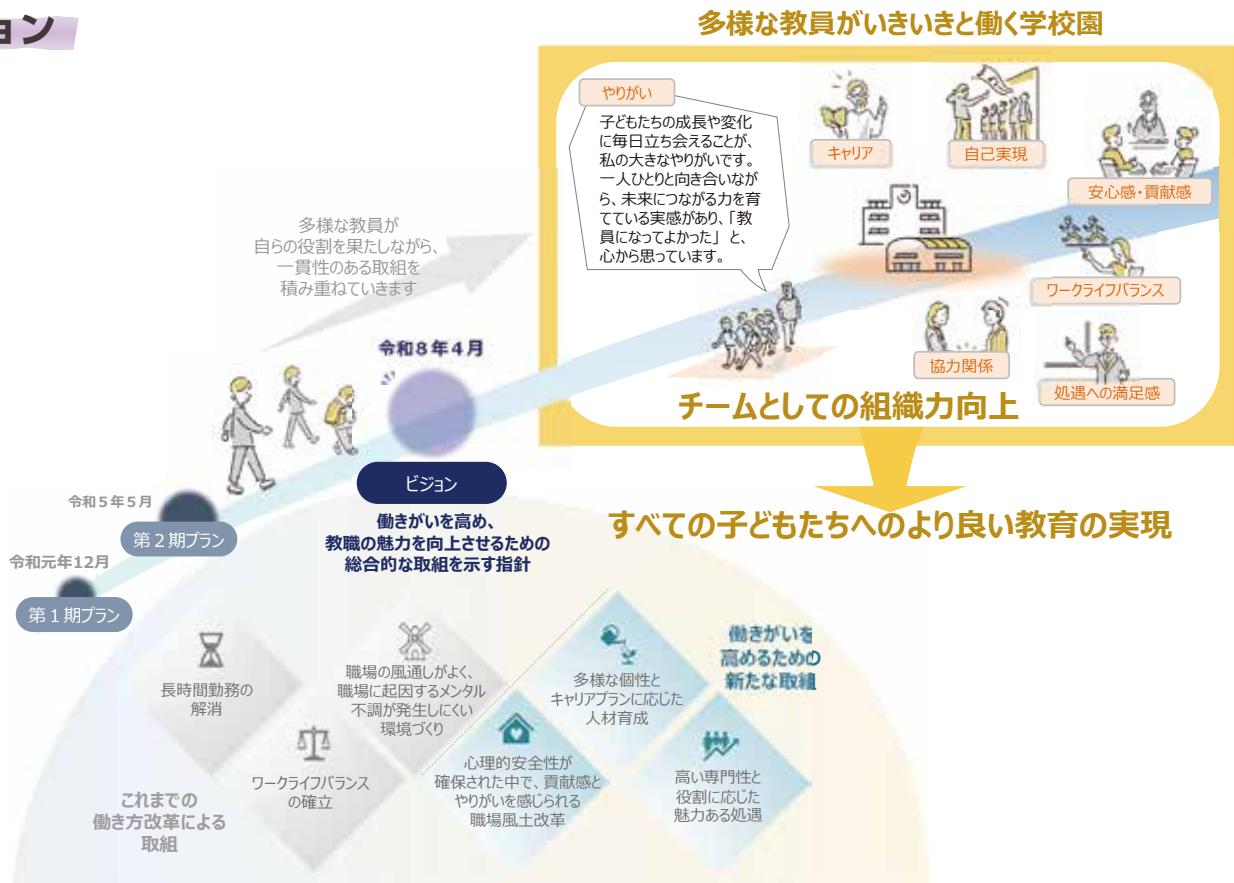 ョン
多様な教員がいきいきと働く学校園
やりがい
子どもたちの成長や変化
に毎日立ち会えることが、
私の大きなやりがいです。
一人ひとりと向き合いなが
ら、未来につながる力を育
てている実感があり、「教
員になってよかった」と、
心から思っています。
キャリア
自己実現
安心感・貢献感
ワークライフバランス
協力関係
処遇への満足感
チームとしての組織力向上
すべての子どもたちへのより良い教育の実現
多様な教員が
自らの役割を果たしながら、
一貫性のある取組を
積み重ねていきます
令和8年4月
ビジョン
働きがいを高め、
教職の魅力を向上させるための
総合的な取組を示す指針
令和5年5月
第2期プラン
令和元年12月
第1期プラン
長時間勤務の
解消
ワークライフバランス
の確立
職場の風通しがよく、
職場に起因するメンタル
不調が発生しにくい
環境づくり
これまでの
働き方改革による
取組
心理的安全性が
確保された中で、貢献感と
やりがいを感じられる
職場風土改革
多様な個性と
キャリアプランに応じた
人材育成
高い専門性と
役割に応じた
魅力ある処遇
働きがいを
高めるための
新たな取組